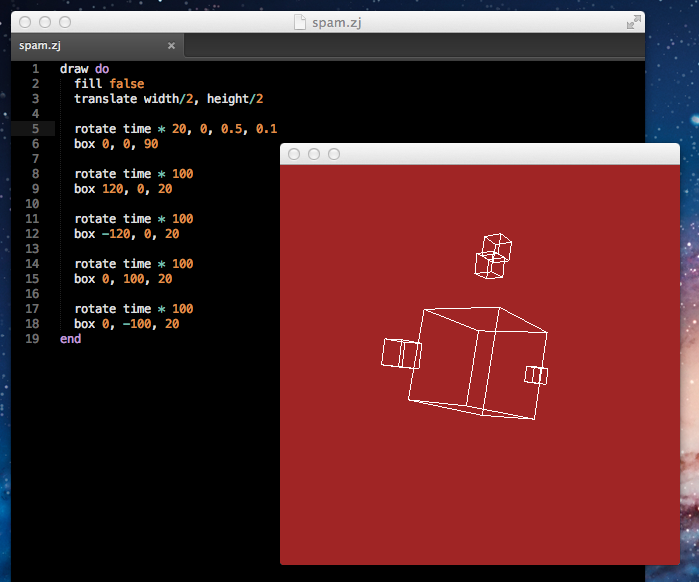 spam.zj
spam.zj ×
1 draw do
2 fill false
3 translate width/2, height/2
4
5 rotate time * 20, 0, 0.5, 0.1
6 box 0, 0, 90
7
8 rotate time * 100
9 box 120, 0, 20
10
11 rotate time * 100
12 box -120, 0, 20
13
14 rotate time * 100
15 box 0, 100, 20
16
17 rotate time * 100
18 box 0, -100, 20
19 end